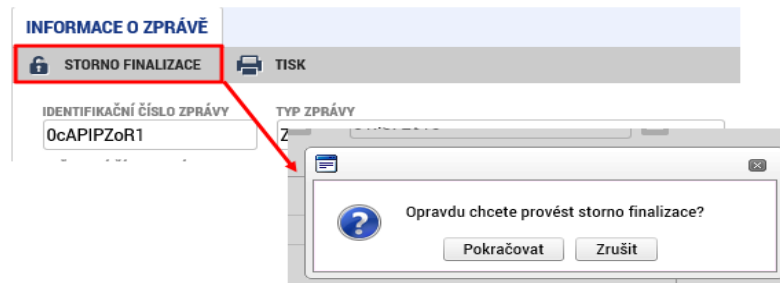 INFORMACE O ZPRÁVĚ
STORNO FINALIZACE TISK
IDENTIFIKAČNÍ ČÍSLO ZPRÁVY TYP ZPRÁVY
0cAPIPZoR1 Z
Opravdu chcete provést storno finalizace?
Pokračovat Zrušit